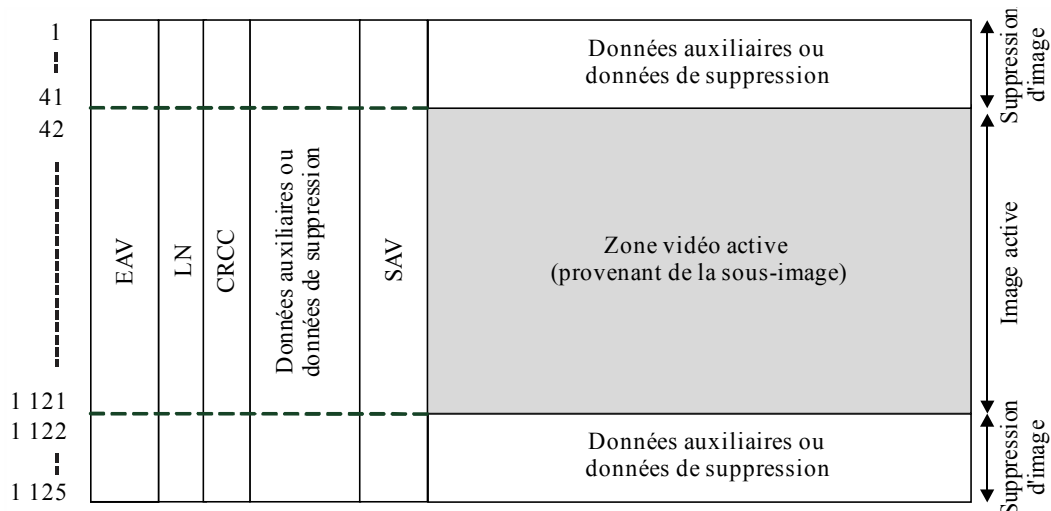 1
41
42
1 121
1 122
1 125
EAV
LN
CRCC
Données auxiliaires ou
données de suppression
SAV
Données auxiliaires ou
données de suppression
Zone vidéo active
(provenant de la sous-image)
Données auxiliaires ou
données de suppression
Suppression
d'image
Image active
Suppression
d'image